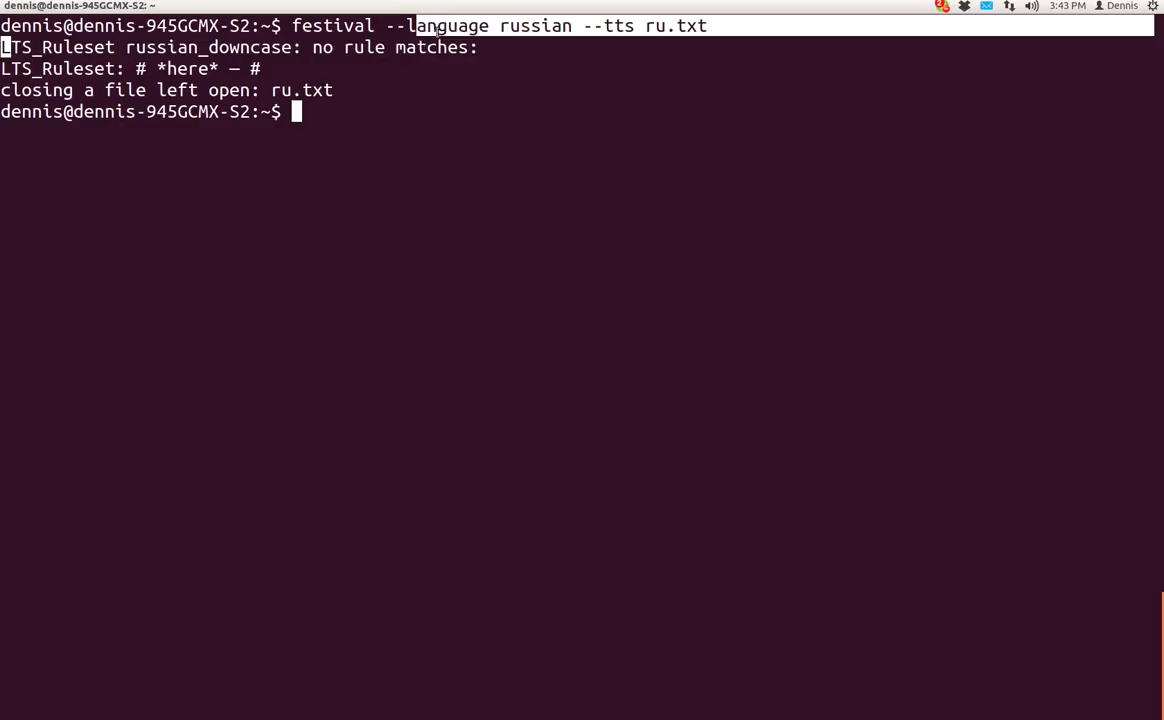 dennis@dennis-945GCMX-S2: ~
2
3:43 PM
Dennis
dennis@dennis-945GCMX-S2:~$ festival --language russian --tts ru.txt
LTS_Ruleset russian_downcase: no rule matches:
LTS_Ruleset: # *here* — #
closing a file left open: ru.txt
dennis@dennis-945GCMX-S2:~$